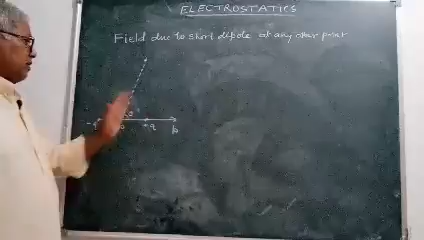 ELECTROSTATICS
Field due to short dipole at any other point
-q θ +q p